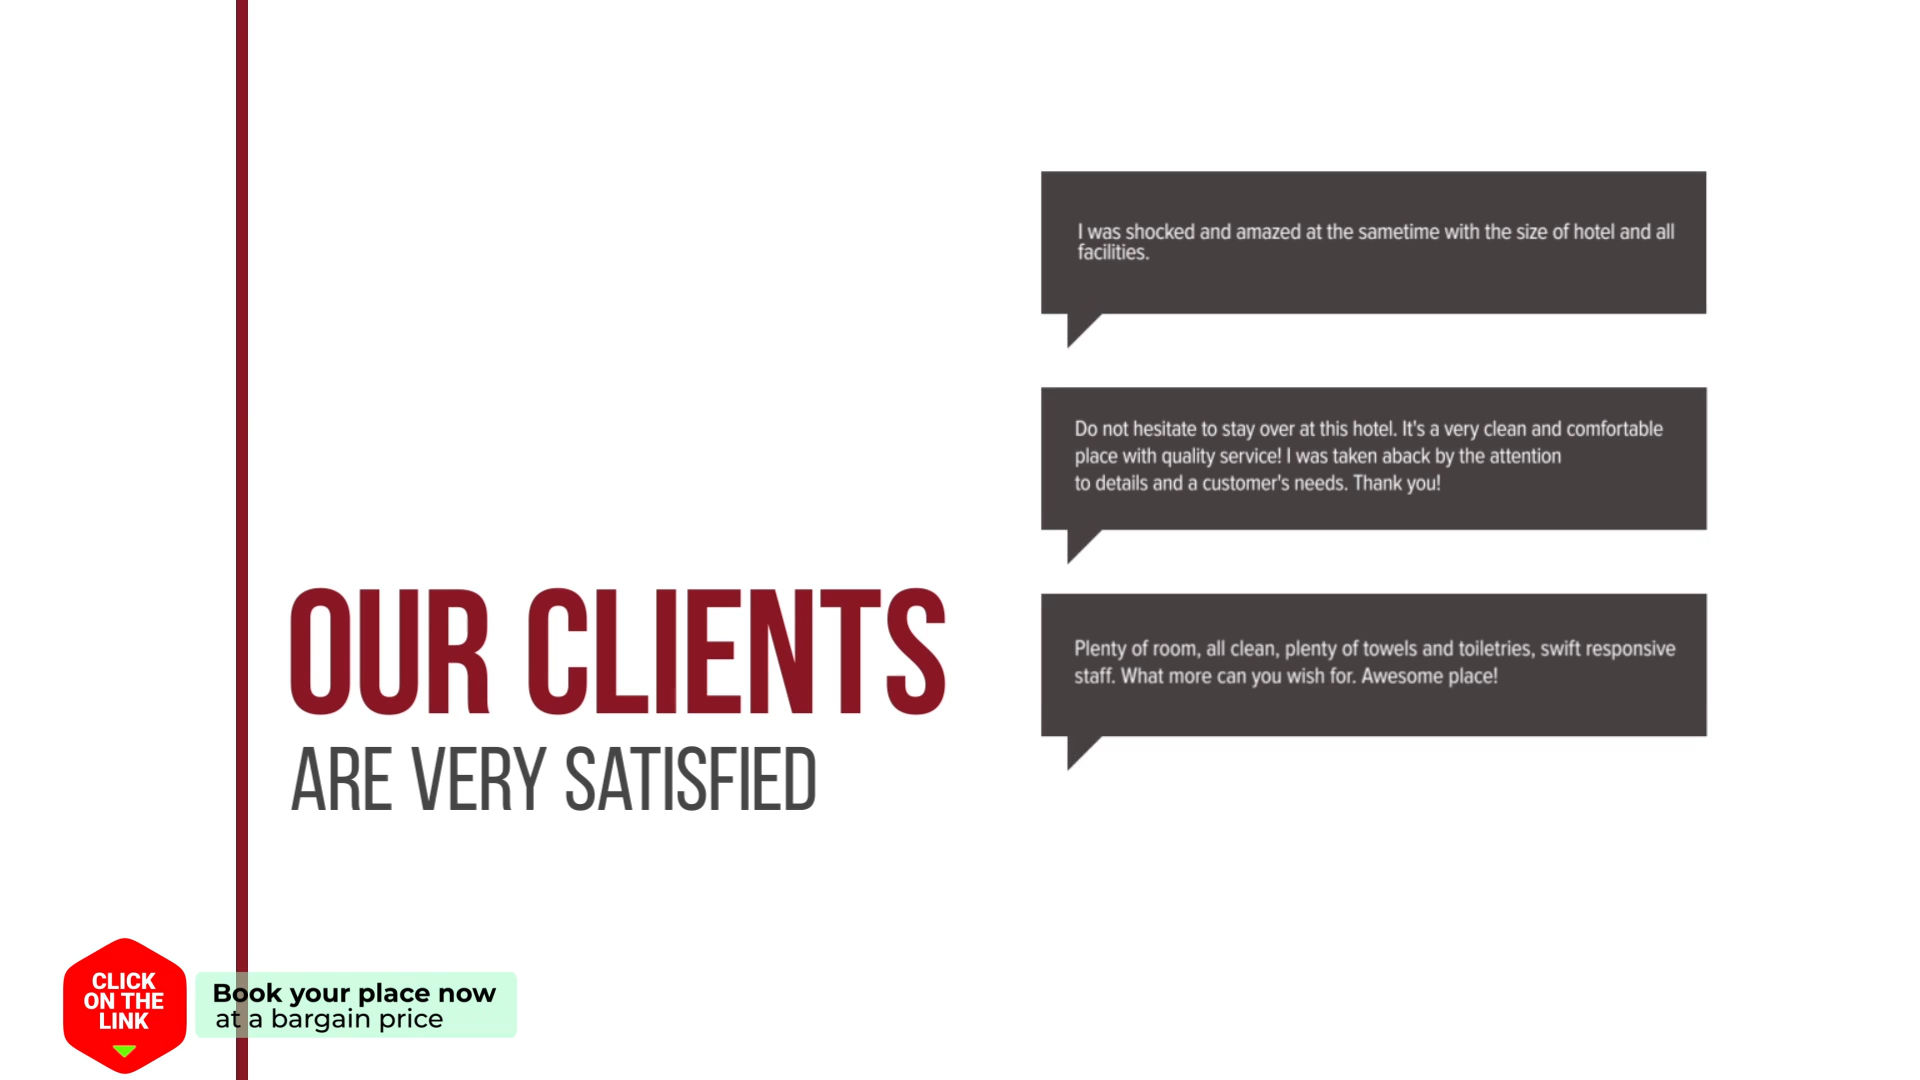 I was shocked and amazed at the sametime with the size of hotel and all
facilities.
Do not hesitate to stay over at this hotel. It's a very clean and comfortable
place with quality service! I was taken aback by the attention
to details and a customer's needs. Thank you!
Plenty of room, all clean, plenty of towels and toiletries, swift responsive
staff. What more can you wish for. Awesome place!
OUR CLIENTS
ARE VERY SATISFIED
CLICK
ON THE
LINK
Book your place now
at a bargain price